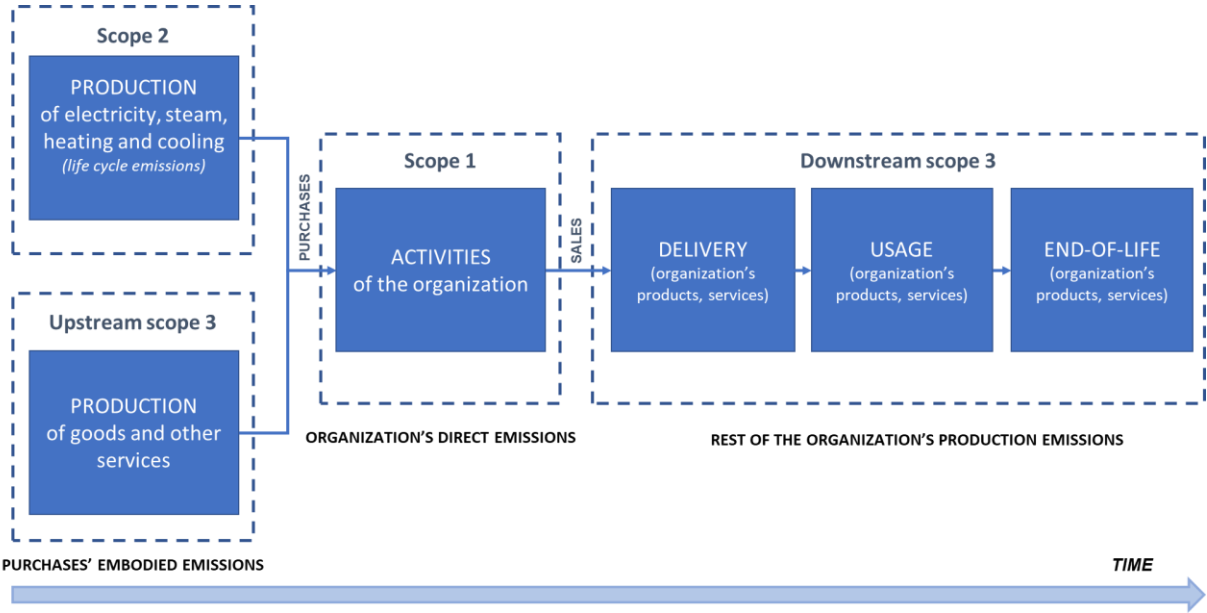 Scope 2
PRODUCTION
of electricity, steam,
heating and cooling
(life cycle emissions)
Upstream scope 3
PRODUCTION
of goods and other
services
PURCHASES' EMBODIED EMISSIONS
PURCHASES
Scope 1
ACTIVITIES
of the organization
ORGANIZATION'S DIRECT EMISSIONS
SALES
Downstream scope 3
DELIVERY
(organization's
products, services)
USAGE
(organization's
products, services)
END-OF-LIFE
(organization's
products, services)
REST OF THE ORGANIZATION'S PRODUCTION EMISSIONS
TIME